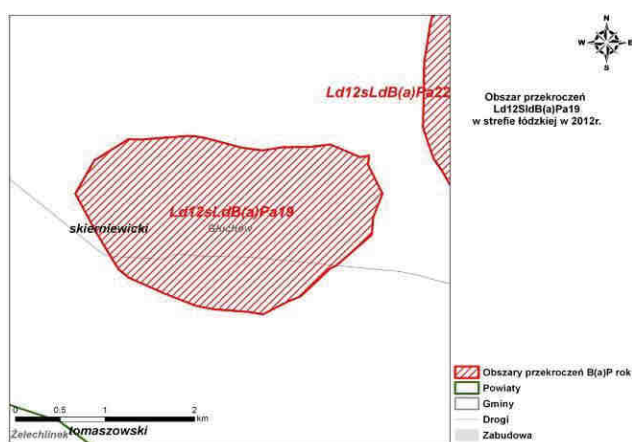 N
W E
S
Obszar przekroczeń
Ld12SldB(a)Pa19
w strefie łódzkiej w 2012r.
Ld12sLdB(a)Pa22
Ld12sLdB(a)Pa19
Głuchów
skierniewicki
0 0.5 1 2
km
Żelechlinek
tomaszowski
Obszary przekroczeń B(a)P rok
Powiaty
Gminy
Drogi
Zabudowa